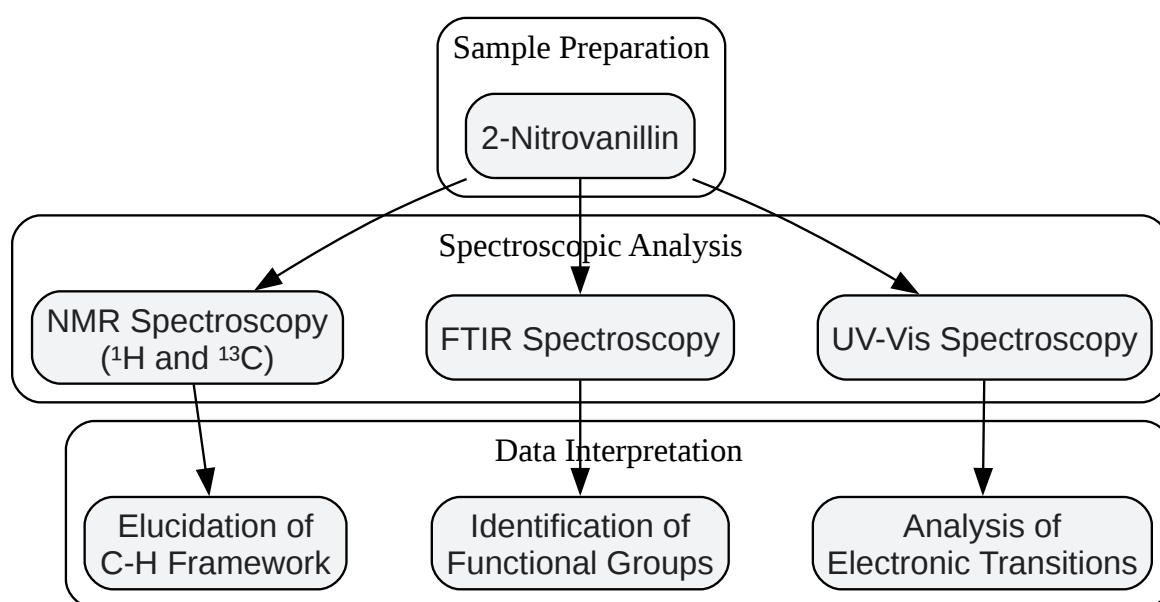 Sample Preparation
2-Nitrovanillin
Spectroscopic Analysis
NMR Spectroscopy
(¹H and ¹³C)
FTIR Spectroscopy
UV-Vis Spectroscopy
Data Interpretation
Elucidation of
C-H Framework
Identification of
Functional Groups
Analysis of
Electronic Transitions